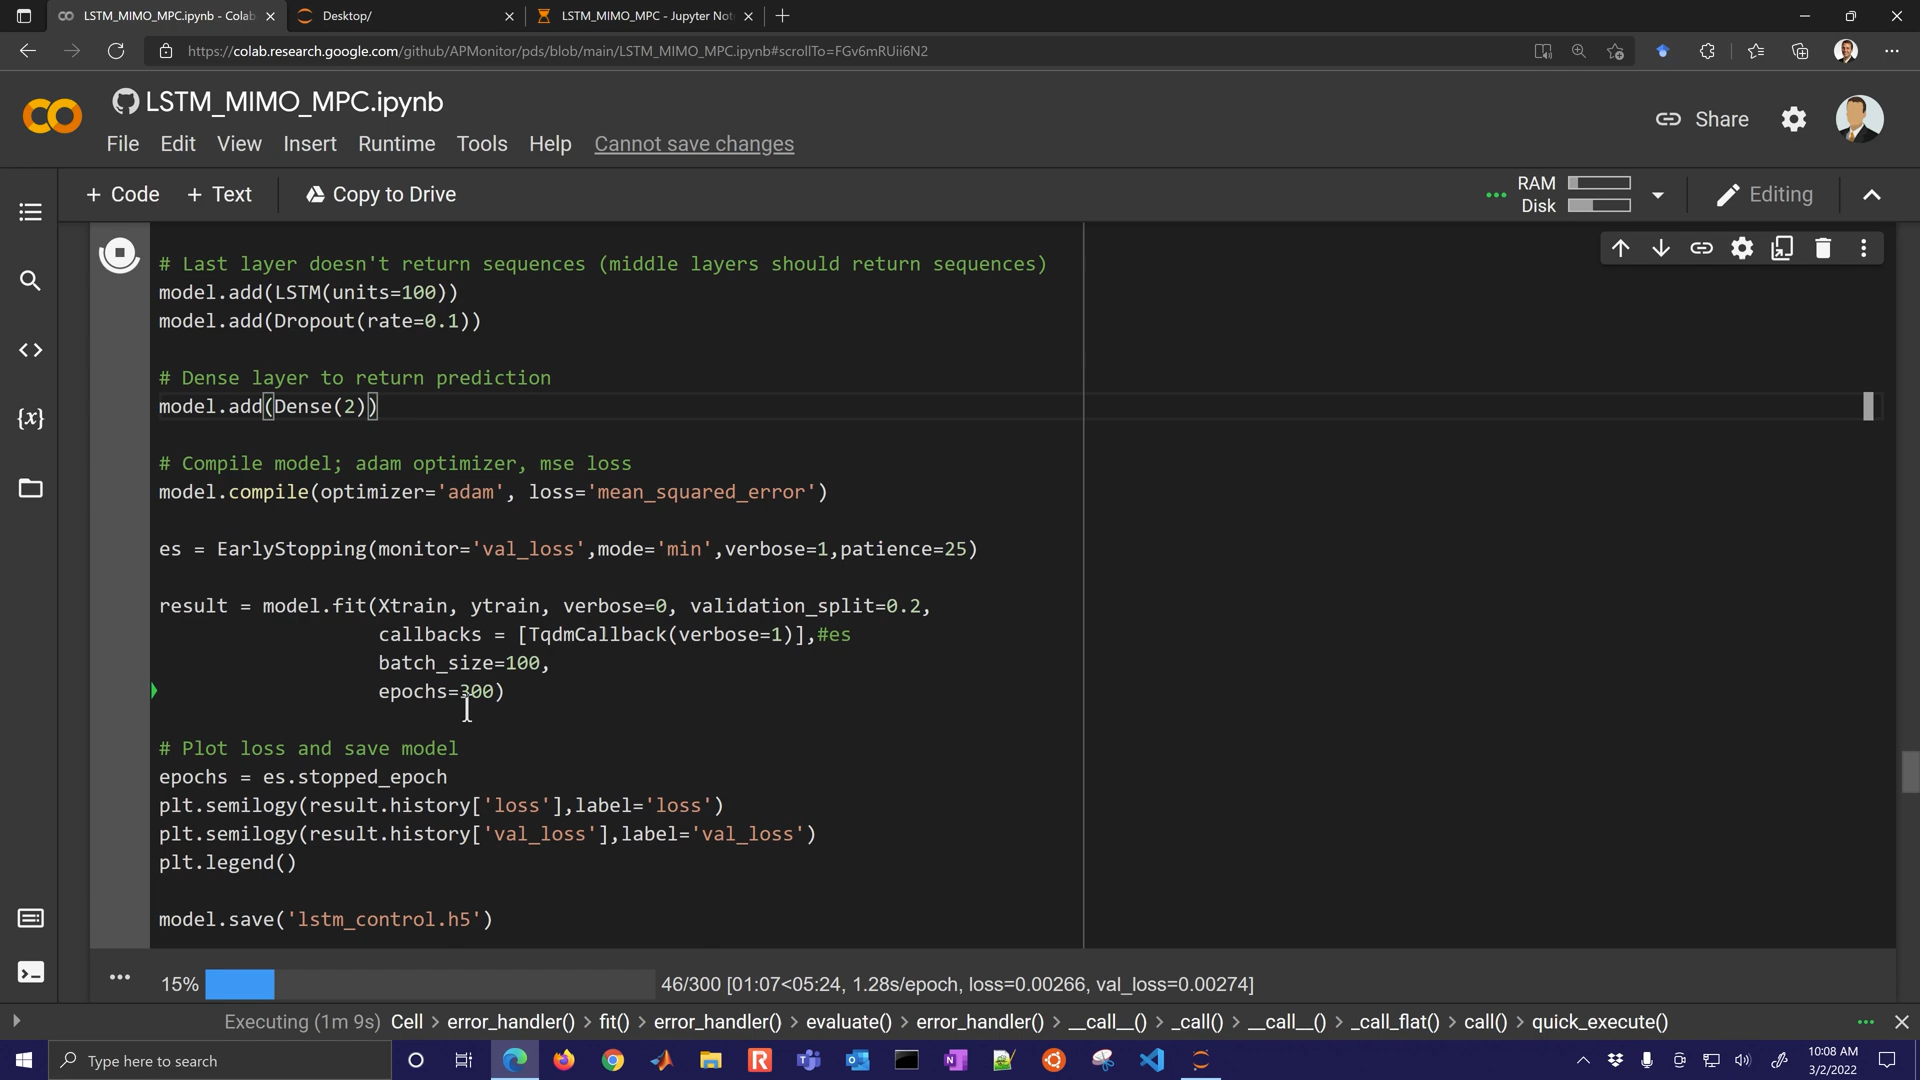 LSTM_MIMO_MPC.ipynb - Colab
Desktop/
LSTM_MIMO_MPC - Jupyter Not
https://colab.research.google.com/github/APMonitor/pds/blob/main/LSTM_MIMO_MPC.ipynb#scrollTo=FGv6mRUii6N2
LSTM_MIMO_MPC.ipynb
Share
File Edit View Insert Runtime Tools Help Cannot save changes
+ Code + Text Copy to Drive
RAM
Disk
Editing
# Last layer doesn't return sequences (middle layers should return sequences)
model.add(LSTM(units=100))
model.add(Dropout(rate=0.1))
# Dense layer to return prediction
model.add(Dense(2))
# Compile model; adam optimizer, mse loss
model.compile(optimizer='adam', loss='mean_squared_error')
es = EarlyStopping(monitor='val_loss',mode='min',verbose=1,patience=25)
result = model.fit(Xtrain, ytrain, verbose=0, validation_split=0.2,
callbacks = [TqdmCallback(verbose=1)],#es
batch_size=100,
epochs=300)
# Plot loss and save model
epochs = es.stopped_epoch
plt.semilogy(result.history['loss'],label='loss')
plt.semilogy(result.history['val_loss'],label='val_loss')
plt.legend()
model.save('lstm_control.h5')
15% 46/300 [01:07<05:24, 1.28s/epoch, loss=0.00266, val_loss=0.00274]
Executing (1m 9s) Cell > error_handler() > fit() > error_handler() > evaluate() > error_handler() > __call__() > _call() > __call__() > _call_flat() > call() > quick_execute()
Type here to search
10:08 AM
3/2/2022